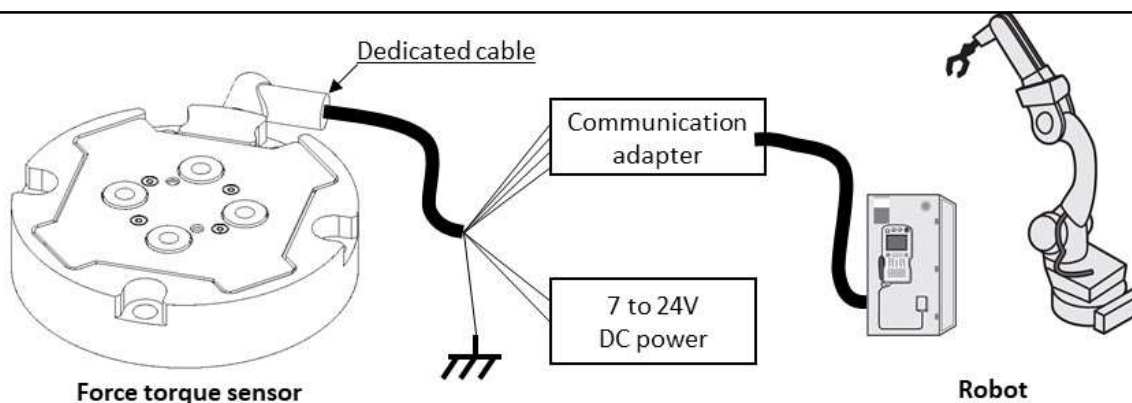 Dedicated cable
Communication
adapter
7 to 24V
DC power
Force torque sensor
Robot